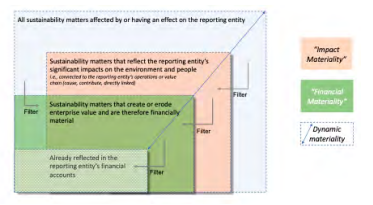 All sustainability matters affected by or having an effect on the reporting entity
Sustainability matters that reflect the reporting entity's
significant impacts on the environment and people
i.e., connected to the reporting entity's operations or value
chain (cause, contribute, directly linked)
Filter
Filter
Sustainability matters that create or erode
enterprise value and are therefore financially
material
Filter
Filter
Already reflected in the
reporting entity's financial
accounts
Filter
"Impact
Materiality"
"Financial
Materiality"
Dynamic
materiality